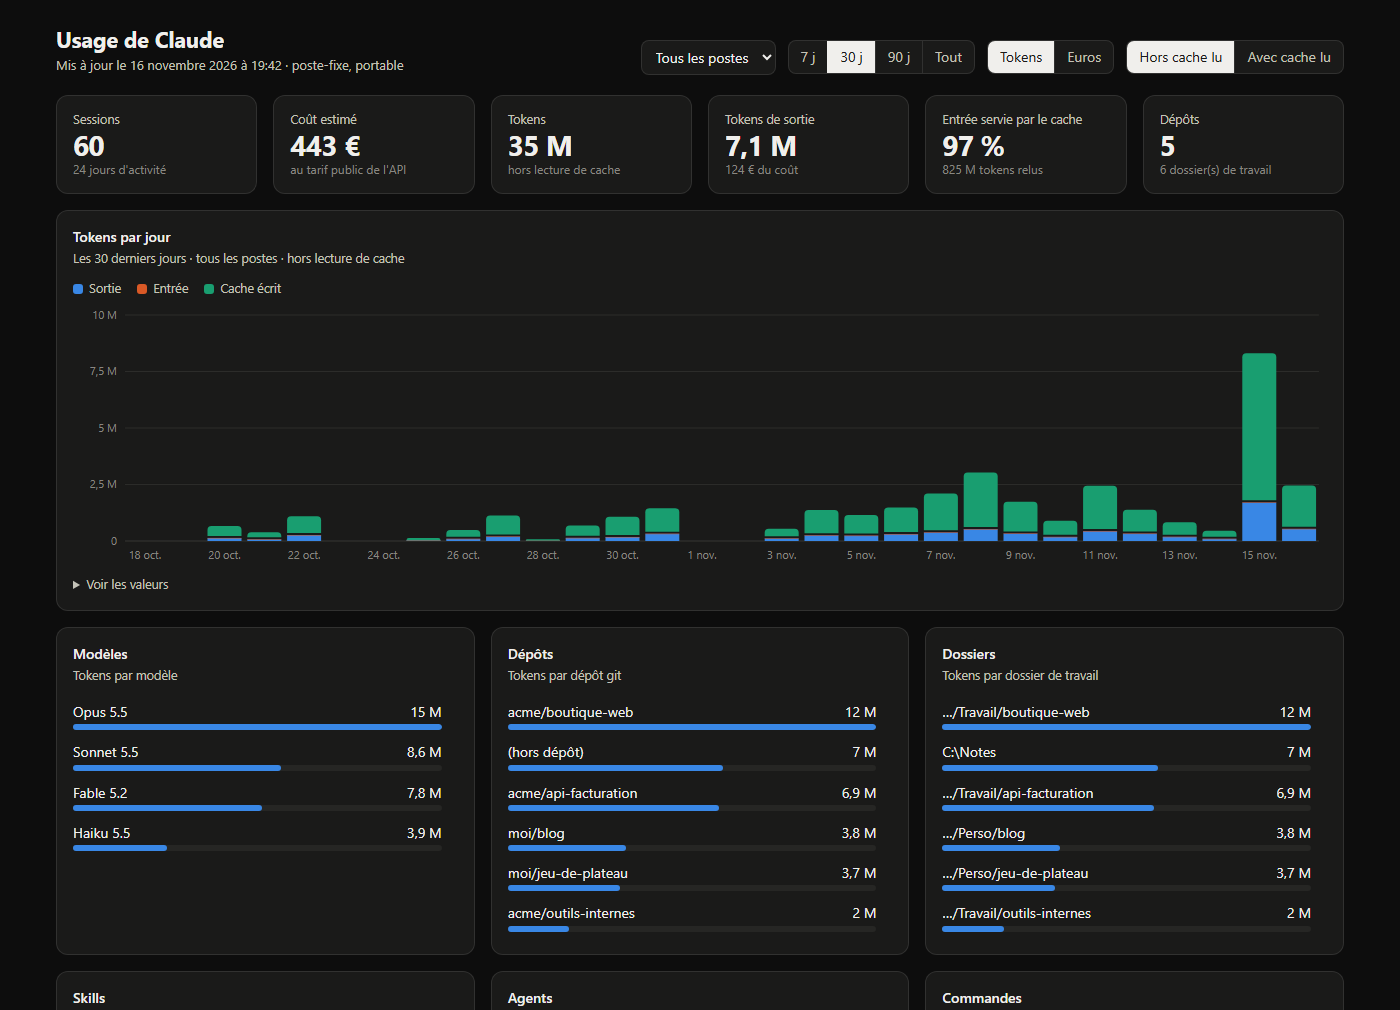 Usage de Claude
Mis à jour le 16 novembre 2026 à 19:42 · poste-fixe, portable
Tous les postes
7 j 30 j 90 j Tout
Tokens Euros
Hors cache lu Avec cache lu
Sessions
60
24 jours d'activité
Coût estimé
443 €
au tarif public de l'API
Tokens
35 M
hors lecture de cache
Tokens de sortie
7,1 M
124 € du coût
Entrée servie par le cache
97 %
825 M tokens relus
Dépôts
5
6 dossier(s) de travail
Tokens par jour
Les 30 derniers jours · tous les postes · hors lecture de cache
Sortie Entrée Cache écrit
10 M
7,5 M
5 M
2,5 M
0
18 oct. 20 oct. 22 oct. 24 oct. 26 oct. 28 oct. 30 oct. 1 nov. 3 nov. 5 nov. 7 nov. 9 nov. 11 nov. 13 nov. 15 nov.
Voir les valeurs
Modèles
Tokens par modèle
Opus 5.5 15 M
Sonnet 5.5 8,6 M
Fable 5.2 7,8 M
Haiku 5.5 3,9 M
Dépôts
Tokens par dépôt git
acme/boutique-web 12 M
(hors dépôt) 7 M
acme/api-facturation 6,9 M
moi/blog 3,8 M
moi/jeu-de-plateau 3,7 M
acme/outils-internes 2 M
Dossiers
Tokens par dossier de travail
.../Travail/boutique-web 12 M
C:\Notes 7 M
.../Travail/api-facturation 6,9 M
.../Perso/blog 3,8 M
.../Perso/jeu-de-plateau 3,7 M
.../Travail/outils-internes 2 M
Skills
Agents
Commandes